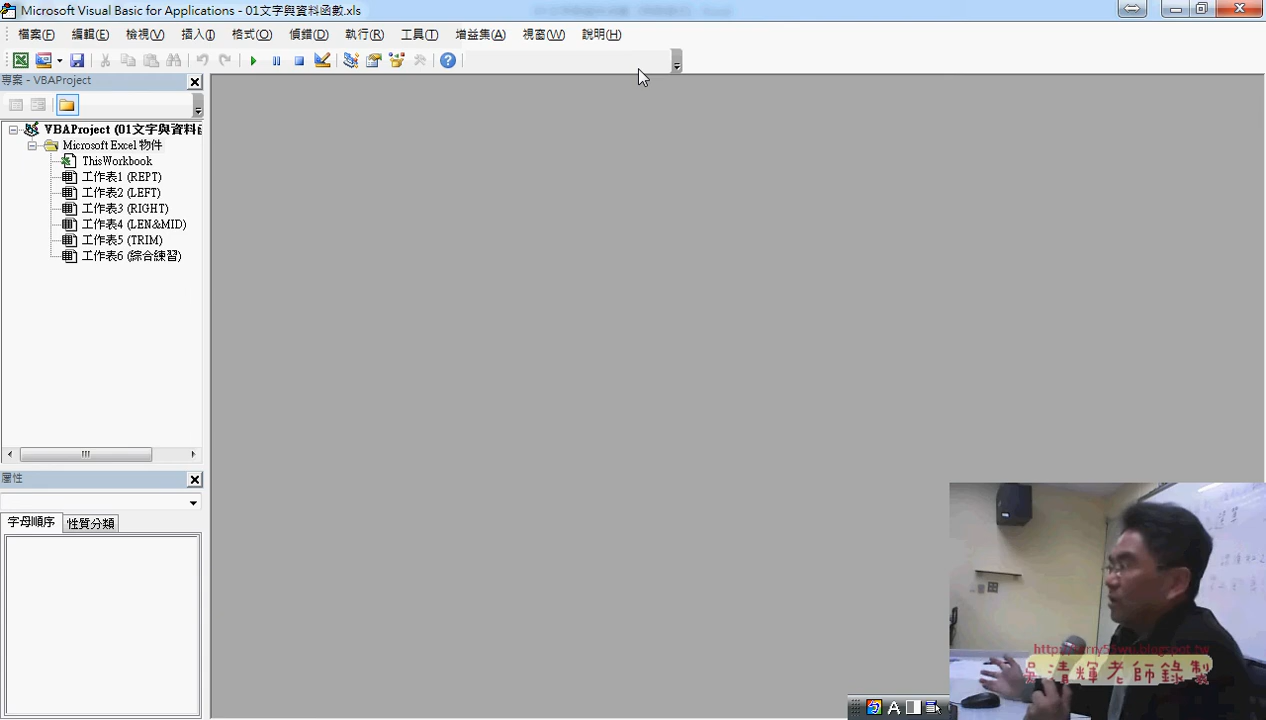 Microsoft Visual Basic for Applications - 01文字與資料函數.xls
檔案(F) 編輯(E) 檢視(V) 插入(I) 格式(O) 偵錯(D) 執行(R) 工具(T) 增益集(A) 視窗(W) 說明(H)
專案 - VBAProject
VBAProject (01文字與資料函
Microsoft Excel 物件
ThisWorkbook
工作表1 (REPT)
工作表2 (LEFT)
工作表3 (RIGHT)
工作表4 (LEN&MID)
工作表5 (TRIM)
工作表6 (綜合練習)
屬性
字母順序 性質分類
吳清輝老師錄製
A